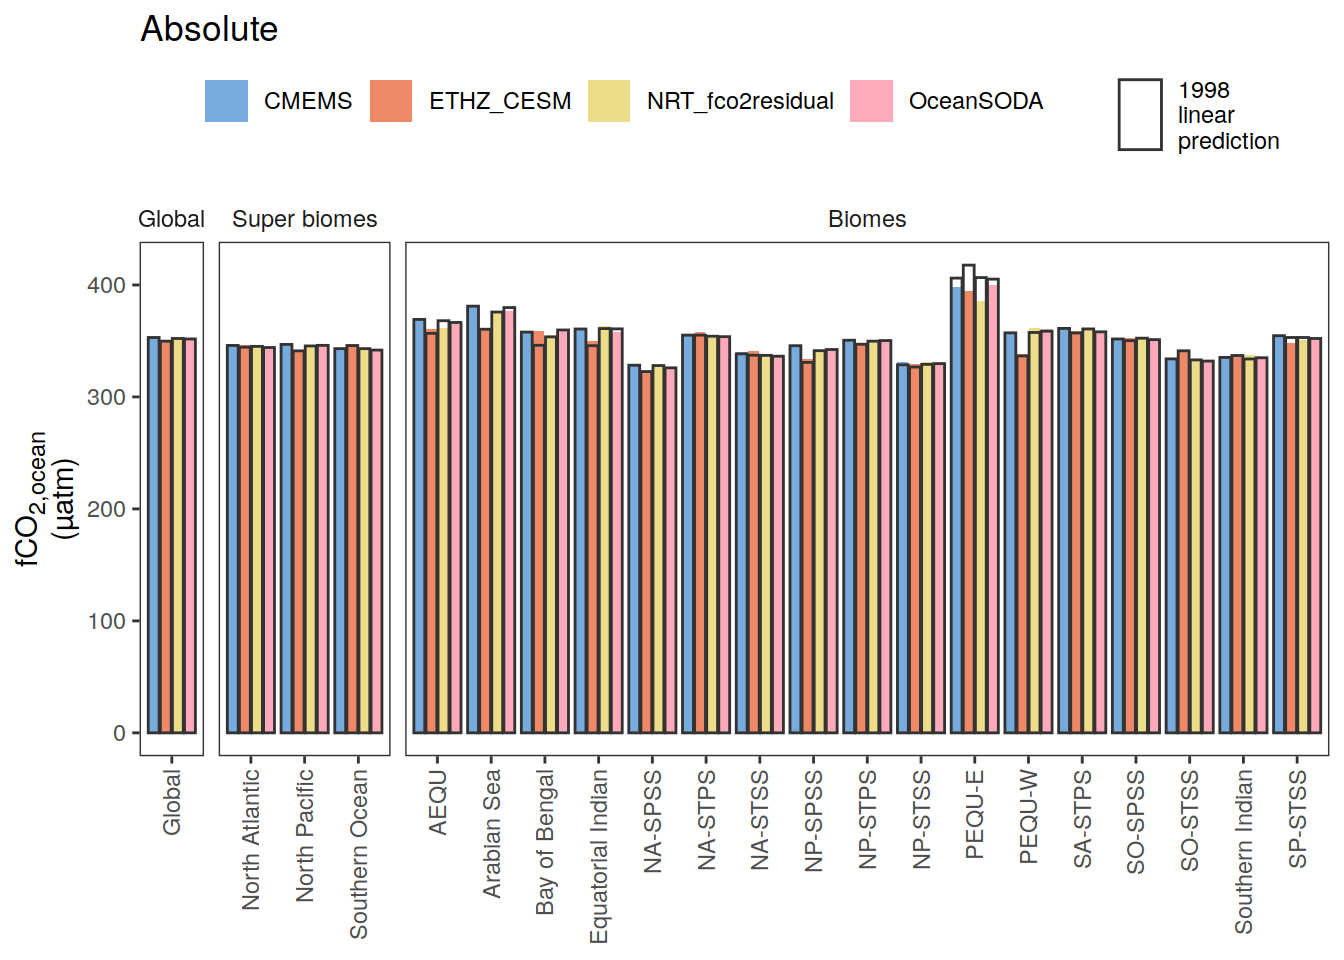 Absolute
CMEMS
ETHZ_CESM
NRT_fco2residual
OceanSODA
1998
linear
prediction
Global
Super biomes
Biomes
fCO2,ocean
(µatm)
400
300
200
100
0
Global
North Atlantic
North Pacific
Southern Ocean
AEQU
Arabian Sea
Bay of Bengal
Equatorial Indian
NA-SPSS
NA-STPS
NA-STSS
NP-SPSS
NP-STPS
NP-STSS
PEQU-E
PEQU-W
SA-STPS
SO-SPSS
SO-STSS
Southern Indian
SP-STSS